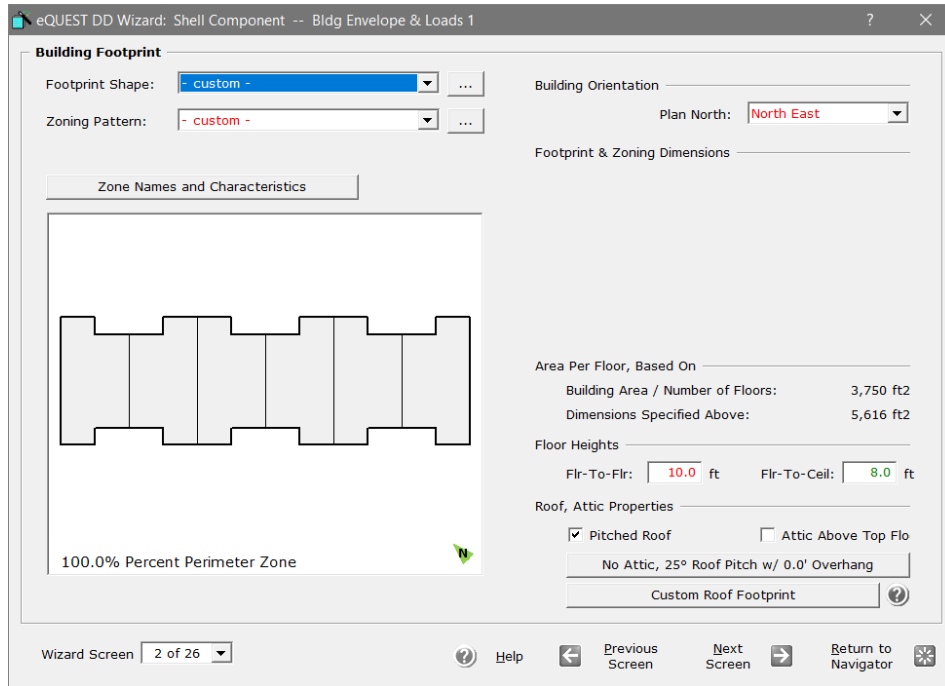 eQUEST DD Wizard: Shell Component -- Bldg Envelope & Loads 1 ? X
Building Footprint
Footprint Shape: - custom - ...
Zoning Pattern: - custom - ...
Zone Names and Characteristics
N
100.0% Percent Perimeter Zone
Building Orientation
Plan North: North East
Footprint & Zoning Dimensions
Area Per Floor, Based On
Building Area / Number of Floors: 3,750 ft2
Dimensions Specified Above: 5,616 ft2
Floor Heights
Flr-To-Flr: 10.0 ft Flr-To-Ceil: 8.0 ft
Roof, Attic Properties
Pitched Roof Attic Above Top Flo
No Attic, 25º Roof Pitch w/ 0.0' Overhang
Custom Roof Footprint ?
Wizard Screen 2 of 26 ? Help Previous Screen Next Screen Return to Navigator